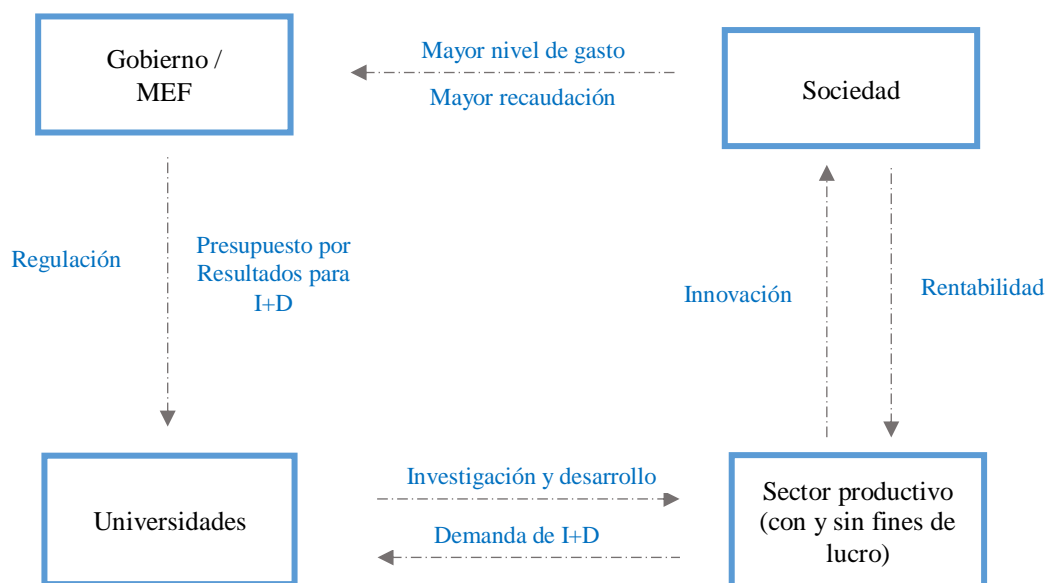 Gobierno /
MEF
Mayor nivel de gasto
Mayor recaudación
Sociedad
Regulación
Presupuesto por
Resultados para
I+D
Innovación
Rentabilidad
Universidades
Investigación y desarrollo
Demanda de I+D
Sector productivo
(con y sin fines de
lucro)